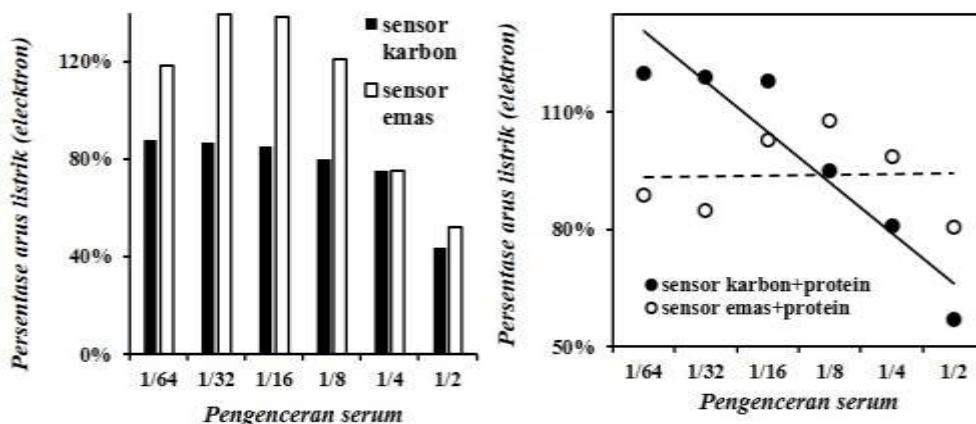 Persentase arus listrik (elecktron)
120%
80%
40%
0%
sensor
karbon
sensor
emas
1/64 1/32 1/16 1/8 1/4 1/2
Pengenceran serum
Persentase arus listrik (elektron)
110%
80%
50%
sensor karbon+protein
sensor emas+protein
1/64 1/32 1/16 1/8 1/4 1/2
Pengenceran serum